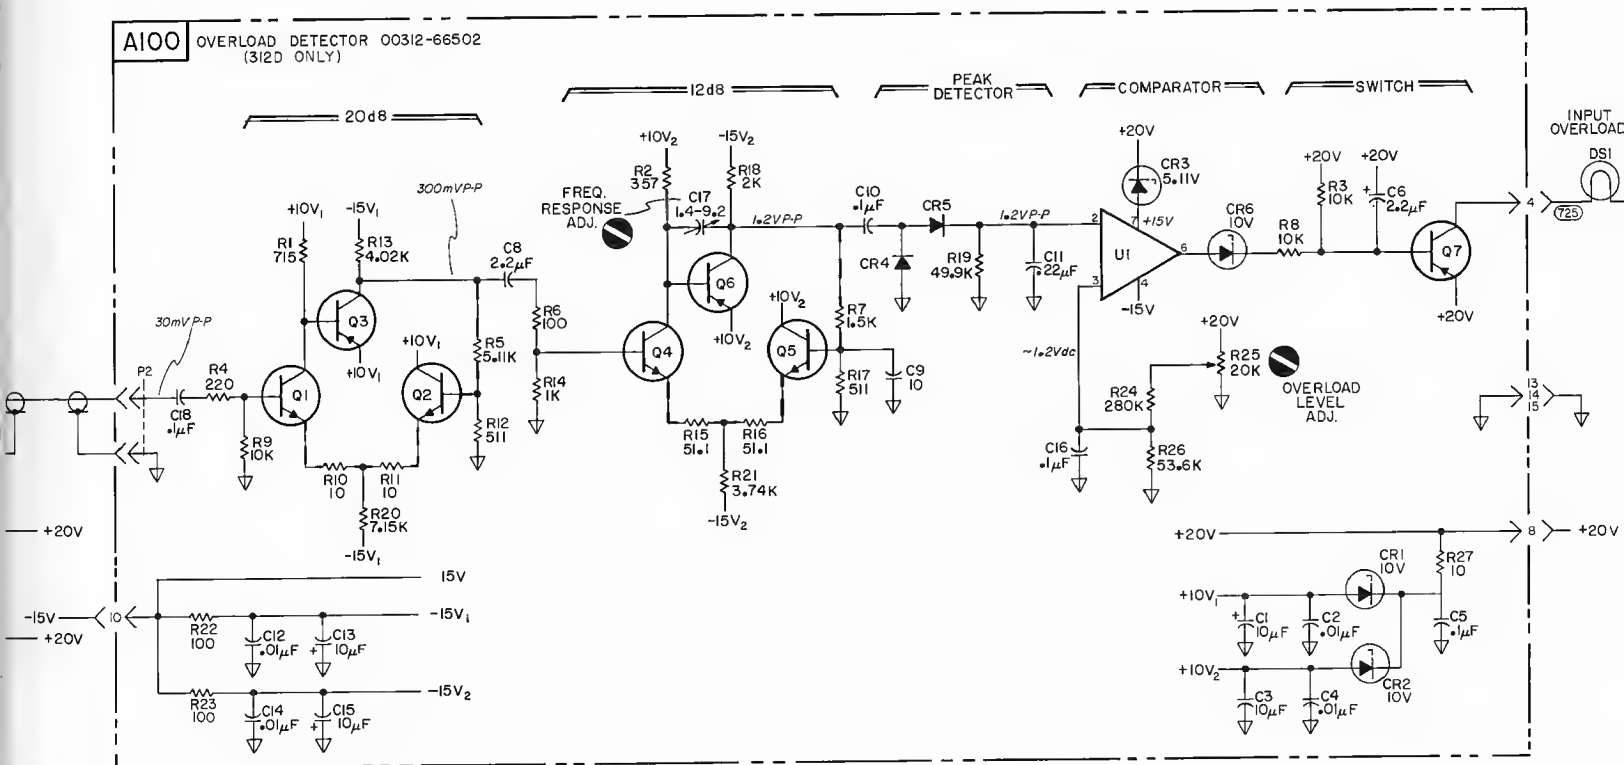 A100 OVERLOAD DETECTOR 00312-66502
(312D ONLY)
20dB
12dB
PEAK
DETECTOR
COMPARATOR
SWITCH
INPUT
OVERLOAD
DS1
+10V1
-15V1
R1
715
R13
4.02K
300mVP-P
30mVP-P
P2
C18
.1µF
R4
220
R9
10K
Q1
Q3
+10V1
+10V1
Q2
R10
10
R11
10
R20
7.15K
-15V1
R5
5.11K
R12
511
C8
2.2µF
R6
100
R14
1K
FREQ.
RESPONSE
ADJ.
+10V2
-15V2
R2
357
C17
1.4-9.2
R18
2K
1.2VP-P
Q6
+10V2
Q4
+10V2
Q5
R15
51.1
R16
51.1
R21
3.74K
-15V2
R7
1.5K
R17
511
C9
10
C10
.1µF
CR4
CR5
1.2VP-P
R19
49.9K
C11
.22µF
+20V
CR3
5.11V
7
+15V
2
3
U1
6
4
-15V
CR6
10V
R8
10K
~1.2Vdc
C16
.1µF
R24
280K
R26
53.6K
+20V
R25
20K
OVERLOAD
LEVEL
ADJ.
+20V
+20V
R3
10K
C6
2.2µF
+
Q7
+20V
4
725
13
14
15
+20V
+20V
8
+20V
R27
10
CR1
10V
CR2
10V
C5
.1µF
+10V1
+
C1
10µF
C2
.01µF
+10V2
C3
10µF
C4
.01µF
15V
-15V
10
+20V
R22
100
C12
.01µF
+
C13
10µF
-15V1
R23
100
C14
.01µF
+
C15
10µF
-15V2